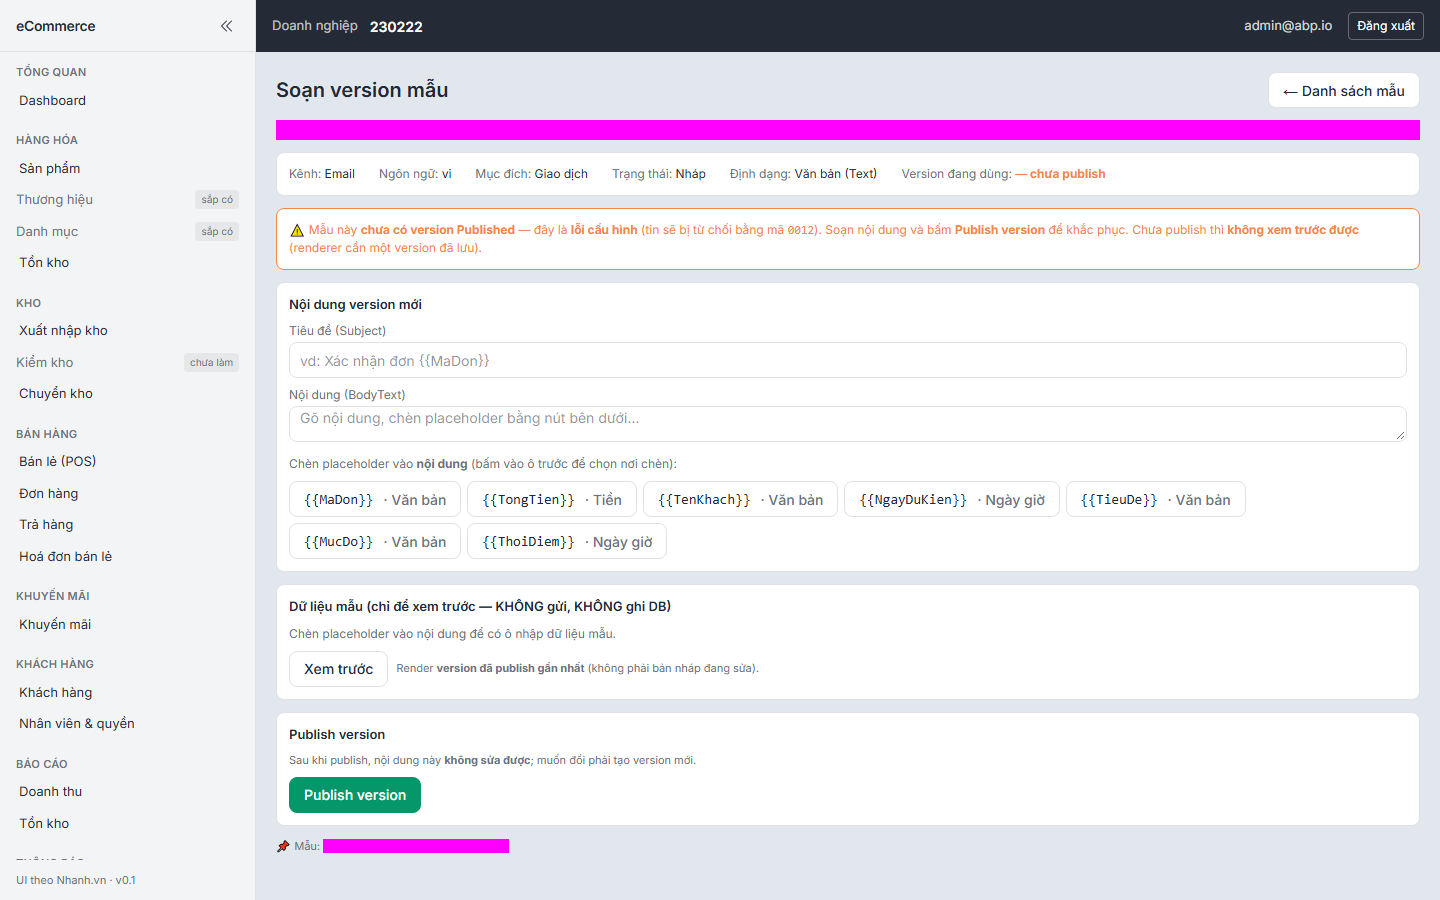 eCommerce
Doanh nghiệp 230222
admin@abp.io
Đăng xuất
TỔNG QUAN
Dashboard
HÀNG HÓA
Sản phẩm
Thương hiệu sắp có
Danh mục sắp có
Tồn kho
KHO
Xuất nhập kho
Kiểm kho chưa làm
Chuyển kho
BÁN HÀNG
Bán lẻ (POS)
Đơn hàng
Trả hàng
Hoá đơn bán lẻ
KHUYẾN MÃI
Khuyến mãi
KHÁCH HÀNG
Khách hàng
Nhân viên & quyền
BÁO CÁO
Doanh thu
Tồn kho
UI theo Nhanh.vn · v0.1
Soạn version mẫu
← Danh sách mẫu
Kênh: Email Ngôn ngữ: vi Mục đích: Giao dịch Trạng thái: Nháp Định dạng: Văn bản (Text) Version đang dùng: — chưa publish
⚠️ Mẫu này chưa có version Published — đây là lỗi cấu hình (tin sẽ bị từ chối bằng mã 0012). Soạn nội dung và bấm Publish version để khắc phục. Chưa publish thì không xem trước được
(renderer cần một version đã lưu).
Nội dung version mới
Tiêu đề (Subject)
vd: Xác nhận đơn {{MaDon}}
Nội dung (BodyText)
Gõ nội dung, chèn placeholder bằng nút bên dưới...
Chèn placeholder vào nội dung (bấm vào ô trước để chọn nơi chèn):
{{MaDon}} · Văn bản {{TongTien}} · Tiền {{TenKhach}} · Văn bản {{NgayDuKien}} · Ngày giờ {{TieuDe}} · Văn bản
{{MucDo}} · Văn bản {{ThoiDiem}} · Ngày giờ
Dữ liệu mẫu (chỉ để xem trước — KHÔNG gửi, KHÔNG ghi DB)
Chèn placeholder vào nội dung để có ô nhập dữ liệu mẫu.
Xem trước Render version đã publish gần nhất (không phải bản nháp đang sửa).
Publish version
Sau khi publish, nội dung này không sửa được; muốn đổi phải tạo version mới.
Publish version
📌 Mẫu: